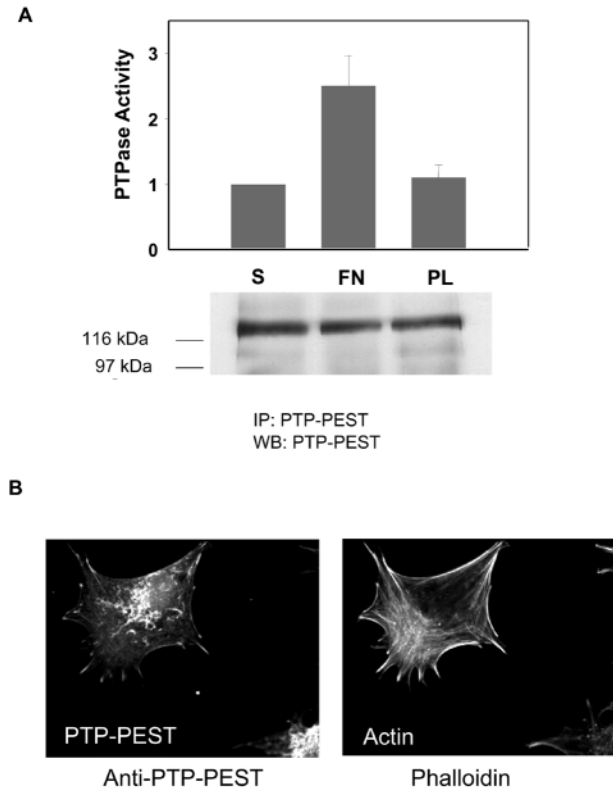 A
PTPase Activity
3
2
1
0
S FN PL
116 kDa
97 kDa
IP: PTP-PEST
WB: PTP-PEST
B
PTP-PEST Actin
Anti-PTP-PEST Phalloidin